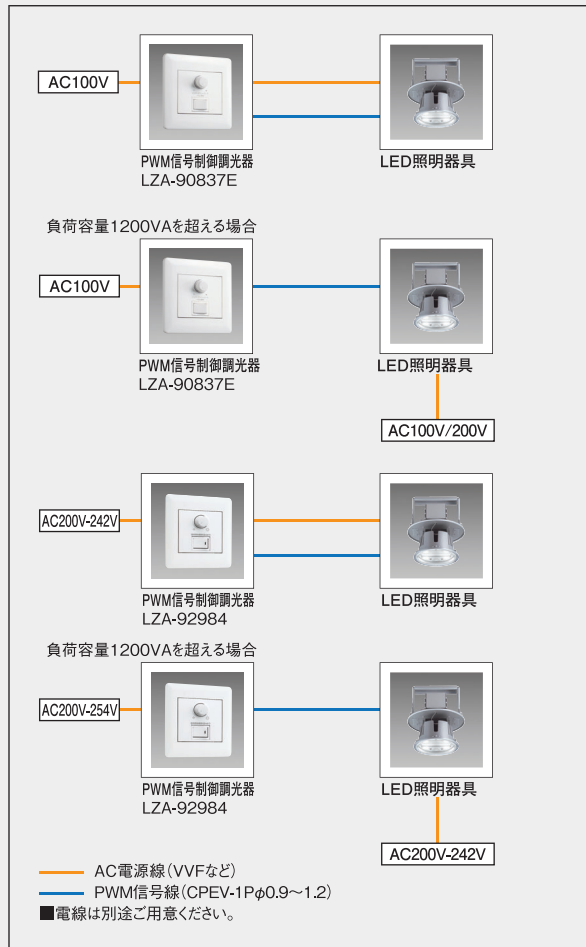 AC100V
PWM信号制御調光器
LZA-90837E
LED照明器具
負荷容量1200VAを超える場合
AC100V
PWM信号制御調光器
LZA-90837E
LED照明器具
AC100V/200V
AC200V-242V
PWM信号制御調光器
LZA-92984
LED照明器具
負荷容量1200VAを超える場合
AC200V-254V
PWM信号制御調光器
LZA-92984
LED照明器具
AC200V-242V
AC電源線(VVFなど)
PWM信号線(CPEV-1Pφ0.9〜1.2)
■電線は別途ご用意ください。